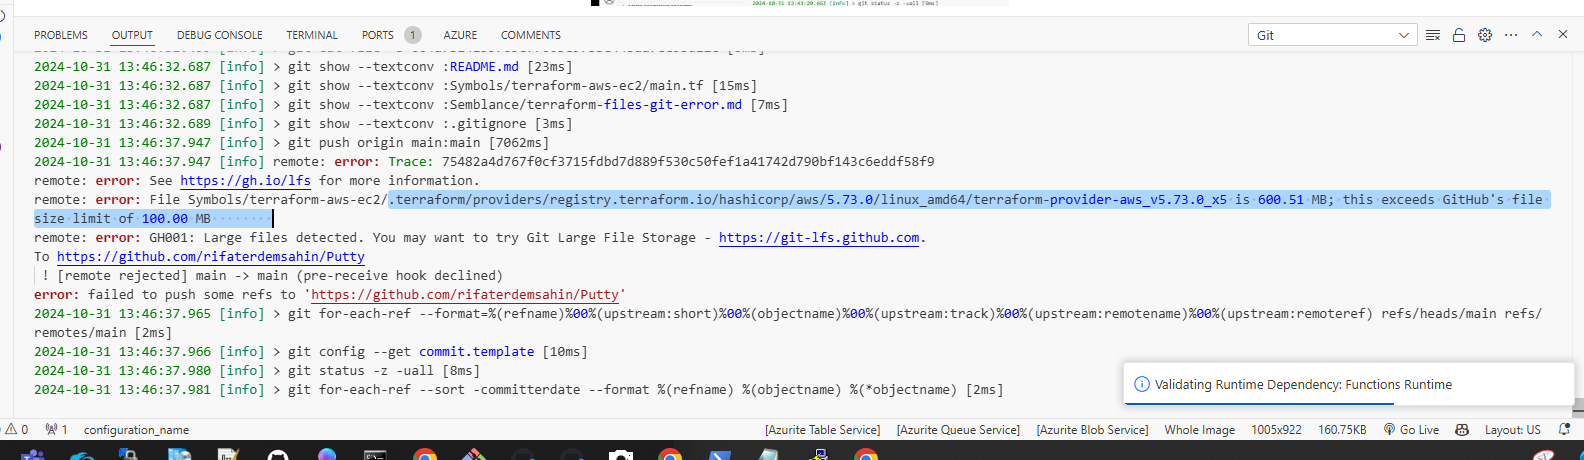 2024-10-31 13:43:29.663 [info] > git status -z -uall [9ms]
PROBLEMS OUTPUT DEBUG CONSOLE TERMINAL PORTS 1 AZURE COMMENTS Git
2024-10-31 13:46:32.687 [info] > git show --textconv :README.md [23ms]
2024-10-31 13:46:32.687 [info] > git show --textconv :Symbols/terraform-aws-ec2/main.tf [15ms]
2024-10-31 13:46:32.687 [info] > git show --textconv :Semblance/terraform-files-git-error.md [7ms]
2024-10-31 13:46:32.689 [info] > git show --textconv :.gitignore [3ms]
2024-10-31 13:46:37.947 [info] > git push origin main:main [7062ms]
2024-10-31 13:46:37.947 [info] remote: error: Trace: 75482a4d767f0cf3715fdbd7d889f530c50fef1a41742d790bf143c6eddf58f9
remote: error: See https://gh.io/lfs for more information.
remote: error: File Symbols/terraform-aws-ec2/.terraform/providers/registry.terraform.io/hashicorp/aws/5.73.0/linux_amd64/terraform-provider-aws_v5.73.0_x5 is 600.51 MB; this exceeds GitHub's file
size limit of 100.00 MB
remote: error: GH001: Large files detected. You may want to try Git Large File Storage - https://git-lfs.github.com.
To https://github.com/rifaterdemsahin/Putty
! [remote rejected] main -> main (pre-receive hook declined)
error: failed to push some refs to 'https://github.com/rifaterdemsahin/Putty'
2024-10-31 13:46:37.965 [info] > git for-each-ref --format=%(refname)%00%(upstream:short)%00%(objectname)%00%(upstream:track)%00%(upstream:remotename)%00%(upstream:remoteref) refs/heads/main refs/
remotes/main [2ms]
2024-10-31 13:46:37.966 [info] > git config --get commit.template [10ms]
2024-10-31 13:46:37.980 [info] > git status -z -uall [8ms]
2024-10-31 13:46:37.981 [info] > git for-each-ref --sort -committerdate --format %(refname) %(objectname) %(*objectname) [2ms]
Validating Runtime Dependency: Functions Runtime
0 1 configuration_name [Azurite Table Service] [Azurite Queue Service] [Azurite Blob Service] Whole Image 1005x922 160.75KB Go Live Layout: US